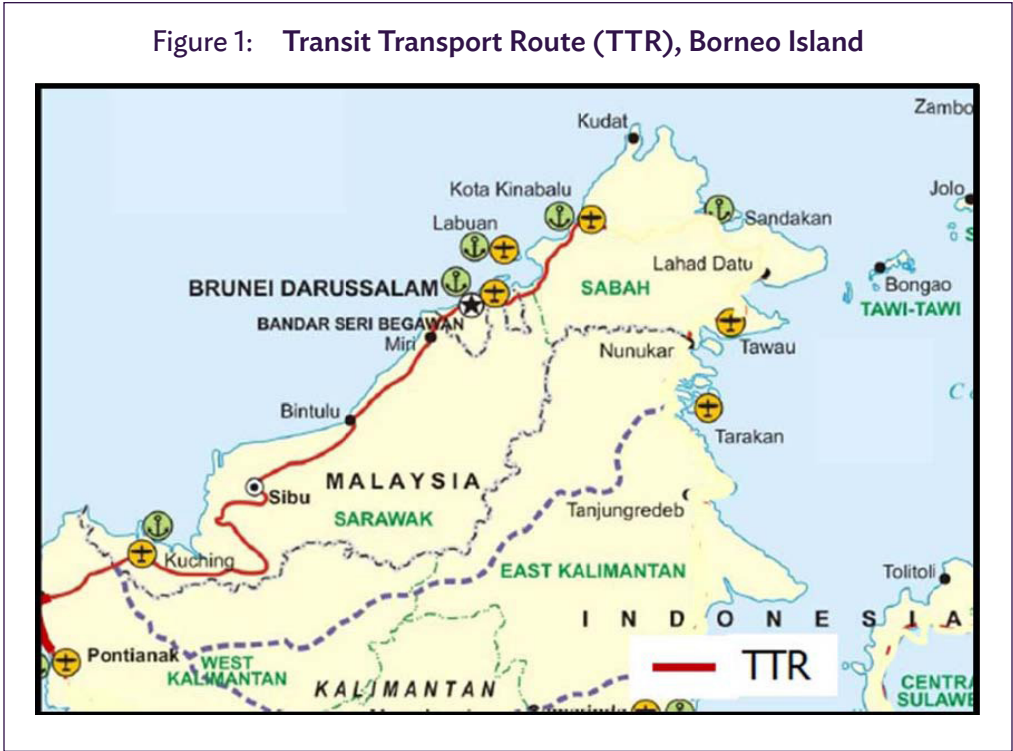 Figure 1: Transit Transport Route (TTR), Borneo Island
Zambo
Kudat
Kota Kinabalu
Jolo
Labuan
Sandakan
Lahad Datu
BRUNEI DARUSSALAM
SABAH
Bongao
TAWI-TAWI
BANDAR SERI BEGAWAN
Miri
Nunukar
Tawau
Bintulu
Tarakan
MALAYSIA
Sibu
SARAWAK
Tanjungredeb
Kuching
EAST KALIMANTAN
Tolitoli
INDONESIA
Pontianak
WEST
KALIMANTAN
TTR
KALIMANTAN
CENTRA
SULAWE